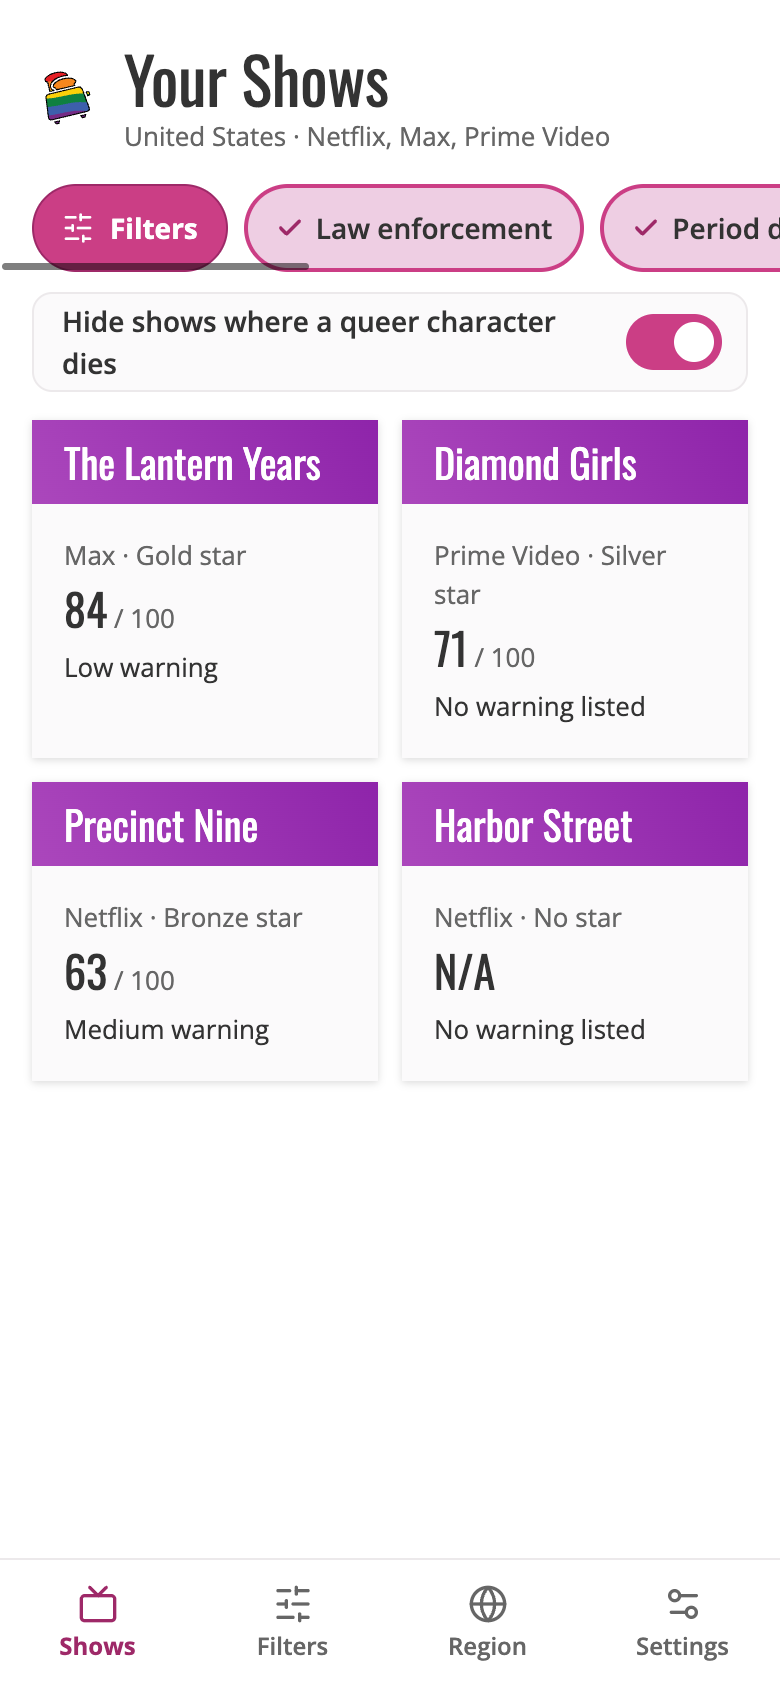 Your Shows
United States · Netflix, Max, Prime Video
Filters
Law enforcement
Period d
Hide shows where a queer character
dies
The Lantern Years
Max · Gold star
84 / 100
Low warning
Diamond Girls
Prime Video · Silver
star
71 / 100
No warning listed
Precinct Nine
Netflix · Bronze star
63 / 100
Medium warning
Harbor Street
Netflix · No star
N/A
No warning listed
Shows
Filters
Region
Settings